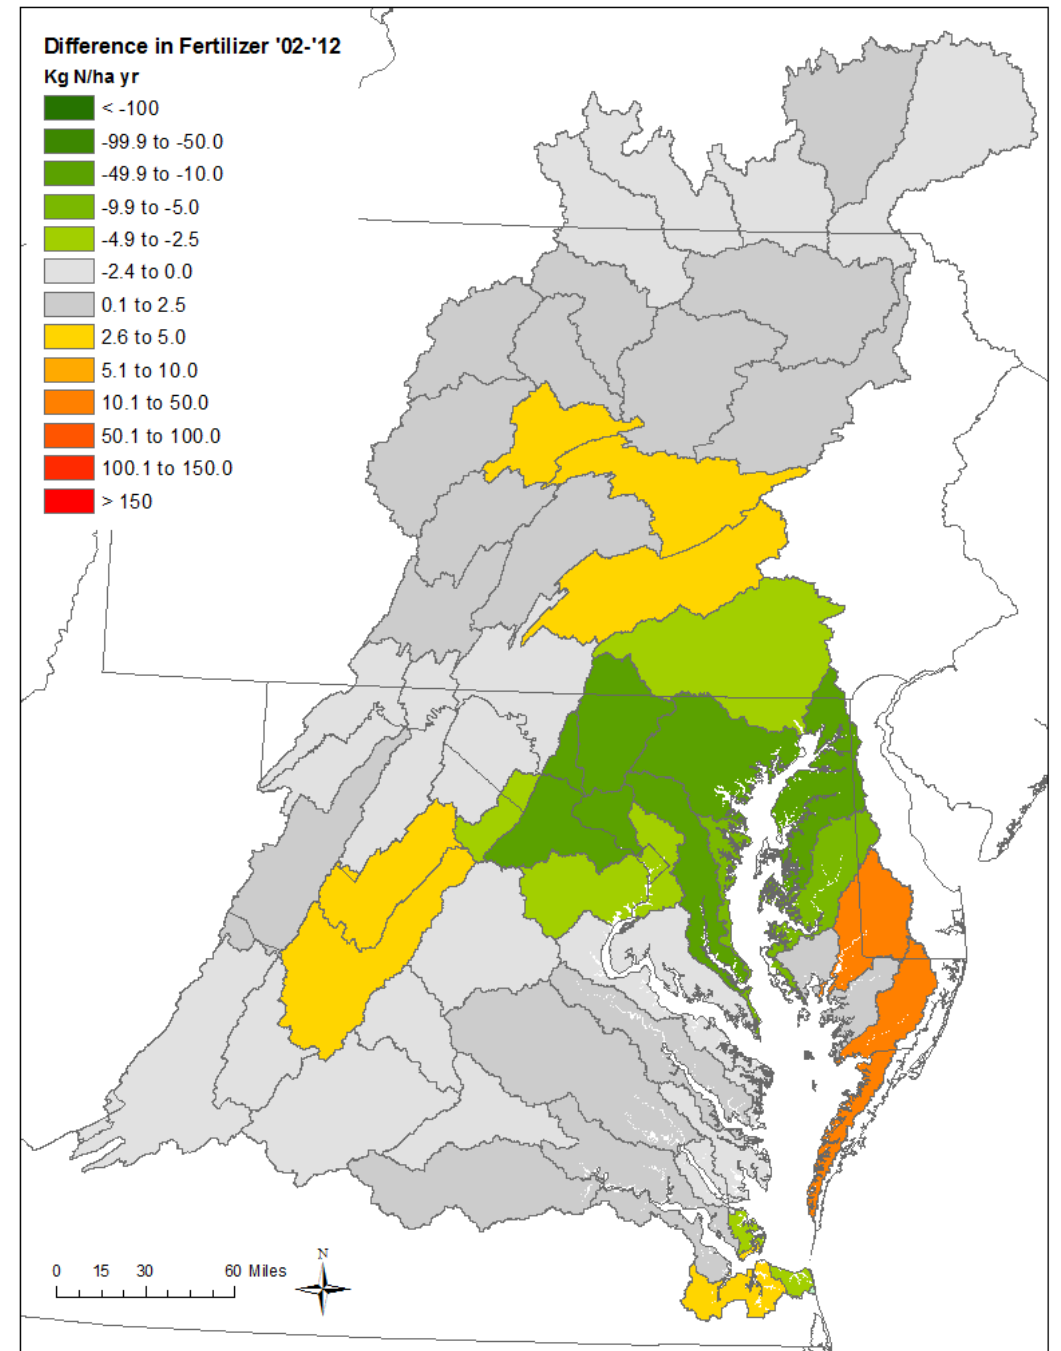 Difference in Fertilizer '02-'12
Kg N/ha yr
< -100
-99.9 to -50.0
-49.9 to -10.0
-9.9 to -5.0
-4.9 to -2.5
-2.4 to 0.0
0.1 to 2.5
2.6 to 5.0
5.1 to 10.0
10.1 to 50.0
50.1 to 100.0
100.1 to 150.0
> 150
N
0 15 30 60 Miles